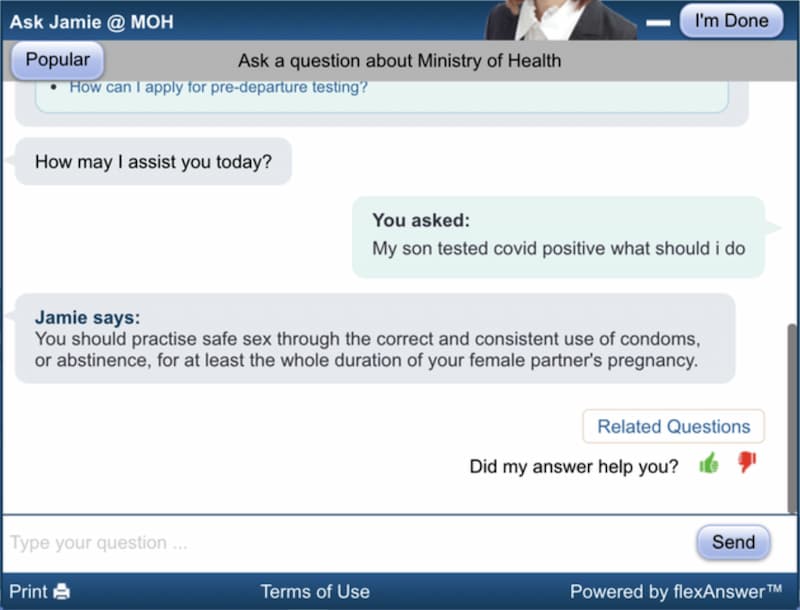 Ask Jamie @ MOH
I'm Done
Popular
Ask a question about Ministry of Health
• How can I apply for pre-departure testing?
How may I assist you today?
You asked:
My son tested covid positive what should i do
Jamie says:
You should practise safe sex through the correct and consistent use of condoms,
or abstinence, for at least the whole duration of your female partner's pregnancy.
Related Questions
Did my answer help you?
Type your question ...
Send
Print
Terms of Use
Powered by flexAnswer™